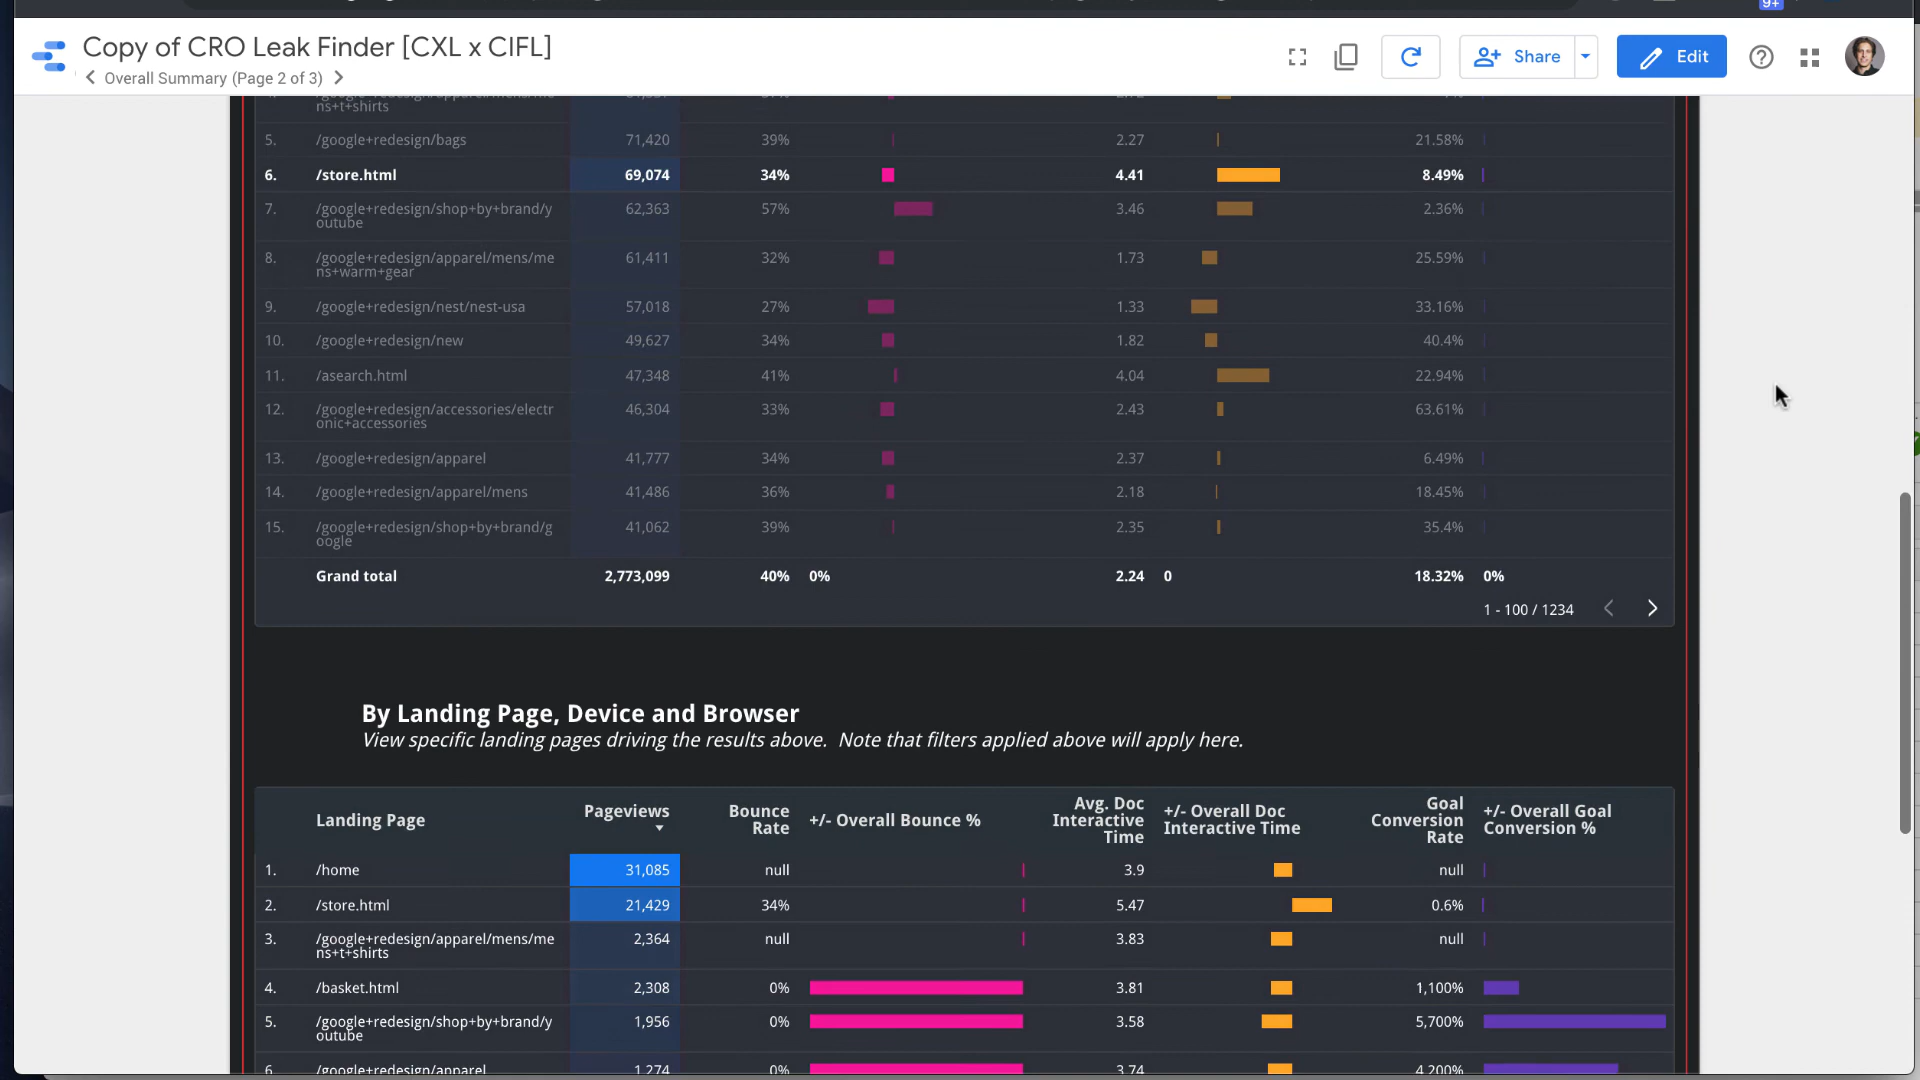 9+
Copy of CRO Leak Finder [CXL x CIFL]
Overall Summary (Page 2 of 3)
Share
Edit
ns+t+shirts
5. /google+redesign/bags 71,420 39% 2.27 21.58%
6. /store.html 69,074 34% 4.41 8.49%
7. /google+redesign/shop+by+brand/y 62,363 57% 3.46 2.36%
outube
8. /google+redesign/apparel/mens/me 61,411 32% 1.73 25.59%
ns+warm+gear
9. /google+redesign/nest/nest-usa 57,018 27% 1.33 33.16%
10. /google+redesign/new 49,627 34% 1.82 40.4%
11. /asearch.html 47,348 41% 4.04 22.94%
12. /google+redesign/accessories/electr 46,304 33% 2.43 63.61%
onic+accessories
13. /google+redesign/apparel 41,777 34% 2.37 6.49%
14. /google+redesign/apparel/mens 41,486 36% 2.18 18.45%
15. /google+redesign/shop+by+brand/g 41,062 39% 2.35 35.4%
oogle
Grand total 2,773,099 40% 0% 2.24 0 18.32% 0%
1 - 100 / 1234
By Landing Page, Device and Browser
View specific landing pages driving the results above. Note that filters applied above will apply here.
Landing Page
Pageviews
Bounce
Rate
+/- Overall Bounce %
Avg. Doc
Interactive
Time
+/- Overall Doc
Interactive Time
Goal
Conversion
Rate
+/- Overall Goal
Conversion %
1. /home 31,085 null 3.9 null
2. /store.html 21,429 34% 5.47 0.6%
3. /google+redesign/apparel/mens/me 2,364 null 3.83 null
ns+t+shirts
4. /basket.html 2,308 0% 3.81 1,100%
5. /google+redesign/shop+by+brand/y 1,956 0% 3.58 5,700%
outube
6. /google+redesign/apparel 1,274 0% 3.74 4,200%